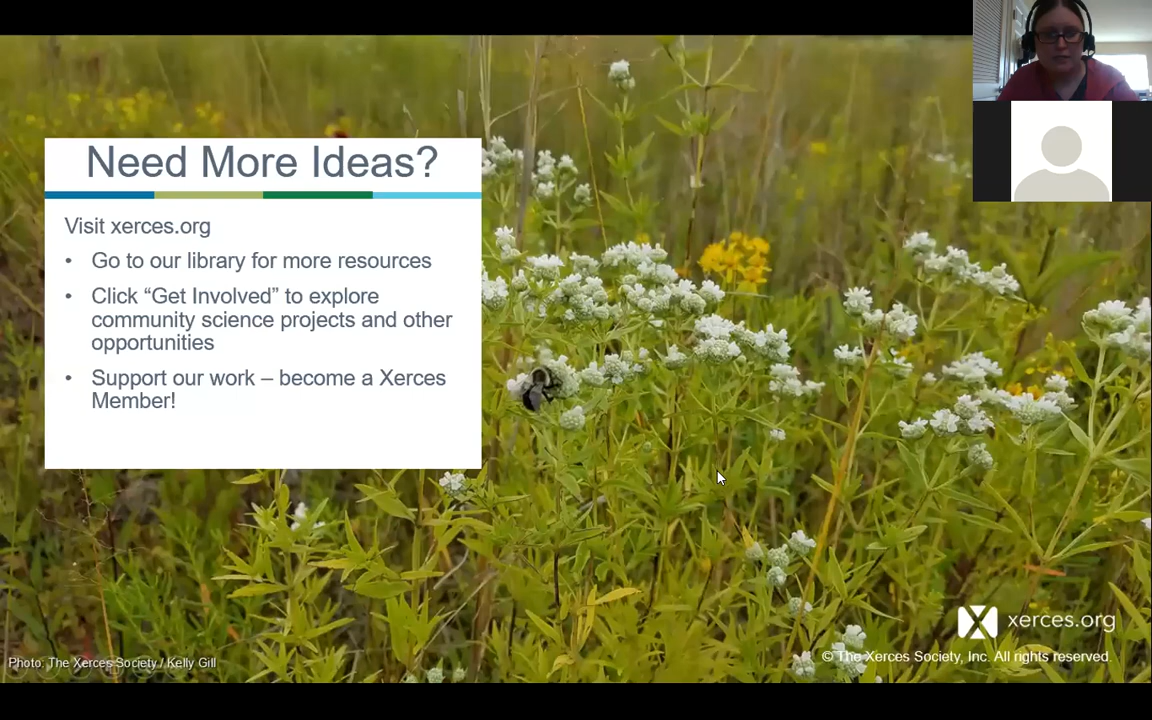 Need More Ideas?
Visit xerces.org
• Go to our library for more resources
• Click “Get Involved” to explore
community science projects and other
opportunities
• Support our work – become a Xerces
Member!
xerces.org
Photo: The Xerces Society / Kelly Gill
© The Xerces Society, Inc. All rights reserved.